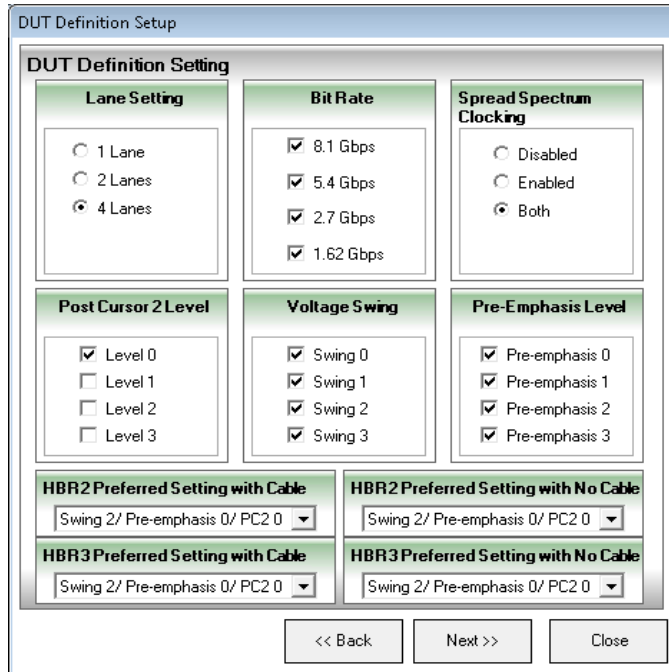 DUT Definition Setup
DUT Definition Setting
Lane Setting
1 Lane
2 Lanes
4 Lanes
Bit Rate
8.1 Gbps
5.4 Gbps
2.7 Gbps
1.62 Gbps
Spread Spectrum
Clocking
Disabled
Enabled
Both
Post Cursor 2 Level
Level 0
Level 1
Level 2
Level 3
Voltage Swing
Swing 0
Swing 1
Swing 2
Swing 3
Pre-Emphasis Level
Pre-emphasis 0
Pre-emphasis 1
Pre-emphasis 2
Pre-emphasis 3
HBR2 Preferred Setting with Cable
Swing 2/ Pre-emphasis 0/ PC2 0
HBR2 Preferred Setting with No Cable
Swing 2/ Pre-emphasis 0/ PC2 0
HBR3 Preferred Setting with Cable
Swing 2/ Pre-emphasis 0/ PC2 0
HBR3 Preferred Setting with No Cable
Swing 2/ Pre-emphasis 0/ PC2 0
<< Back
Next >>
Close